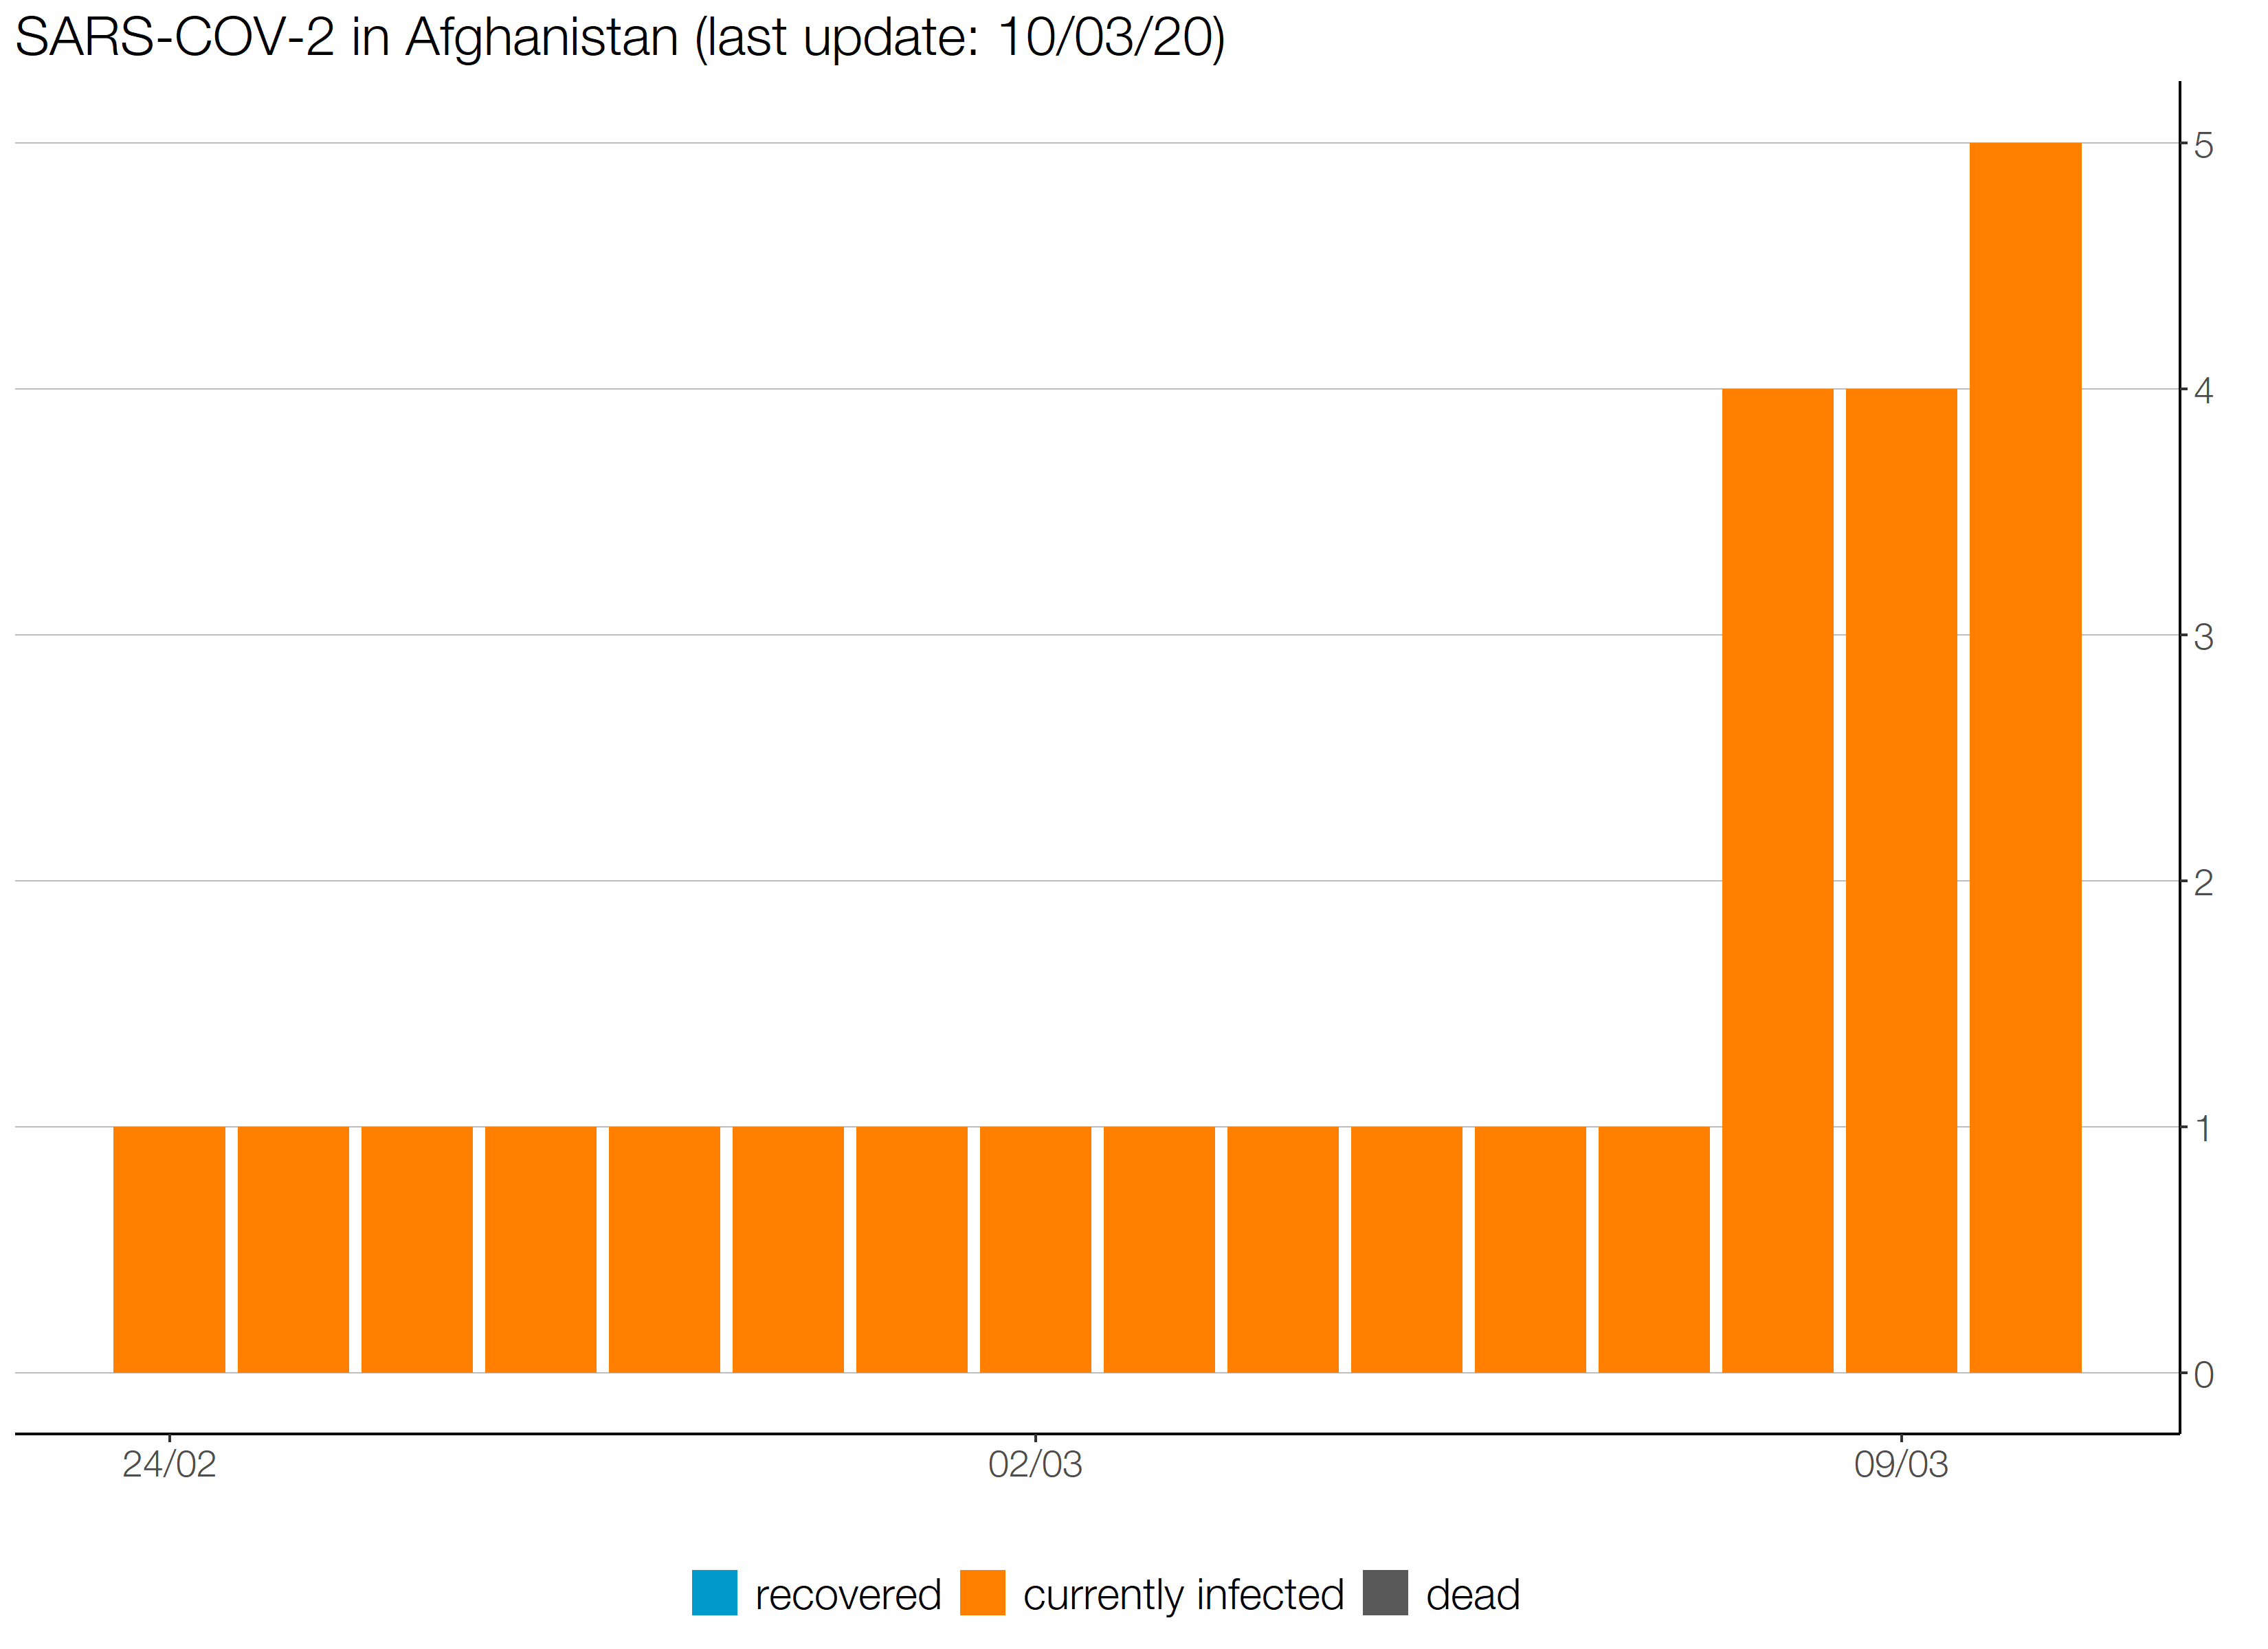 SARS-COV-2 in Afghanistan (last update: 10/03/20)
5
4
3
2
1
0
24/02 02/03 09/03
recovered currently infected dead